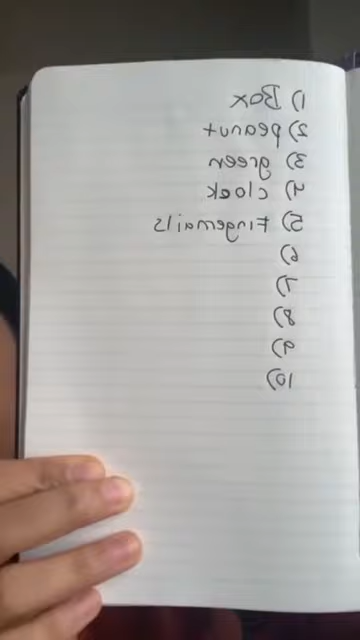 1) Box
2) peanut
3) green
4) clock
5) Fingernails
6)
7)
8)
9)
10)